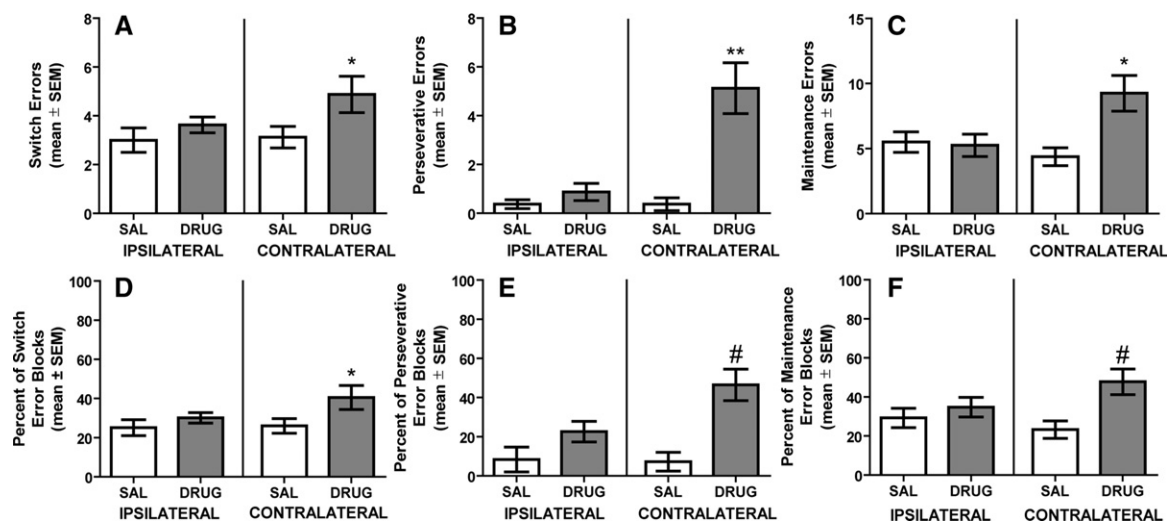 A
Switch Errors
(mean ± SEM)
8
6
4
2
0
SAL DRUG SAL DRUG
IPSILATERAL CONTRALATERAL
*
B
Perseverative Errors
(mean ± SEM)
8
6
4
2
0
SAL DRUG SAL DRUG
IPSILATERAL CONTRALATERAL
**
C
Maintenance Errors
(mean ± SEM)
15
10
5
0
SAL DRUG SAL DRUG
IPSILATERAL CONTRALATERAL
*
D
Percent of Switch
Error Blocks
(mean ± SEM)
100
80
60
40
20
0
SAL DRUG SAL DRUG
IPSILATERAL CONTRALATERAL
*
E
Percent of Perseverative
Error Blocks
(mean ± SEM)
100
80
60
40
20
0
SAL DRUG SAL DRUG
IPSILATERAL CONTRALATERAL
#
F
Percent of Maintenance
Error Blocks
(mean ± SEM)
100
80
60
40
20
0
SAL DRUG SAL DRUG
IPSILATERAL CONTRALATERAL
#